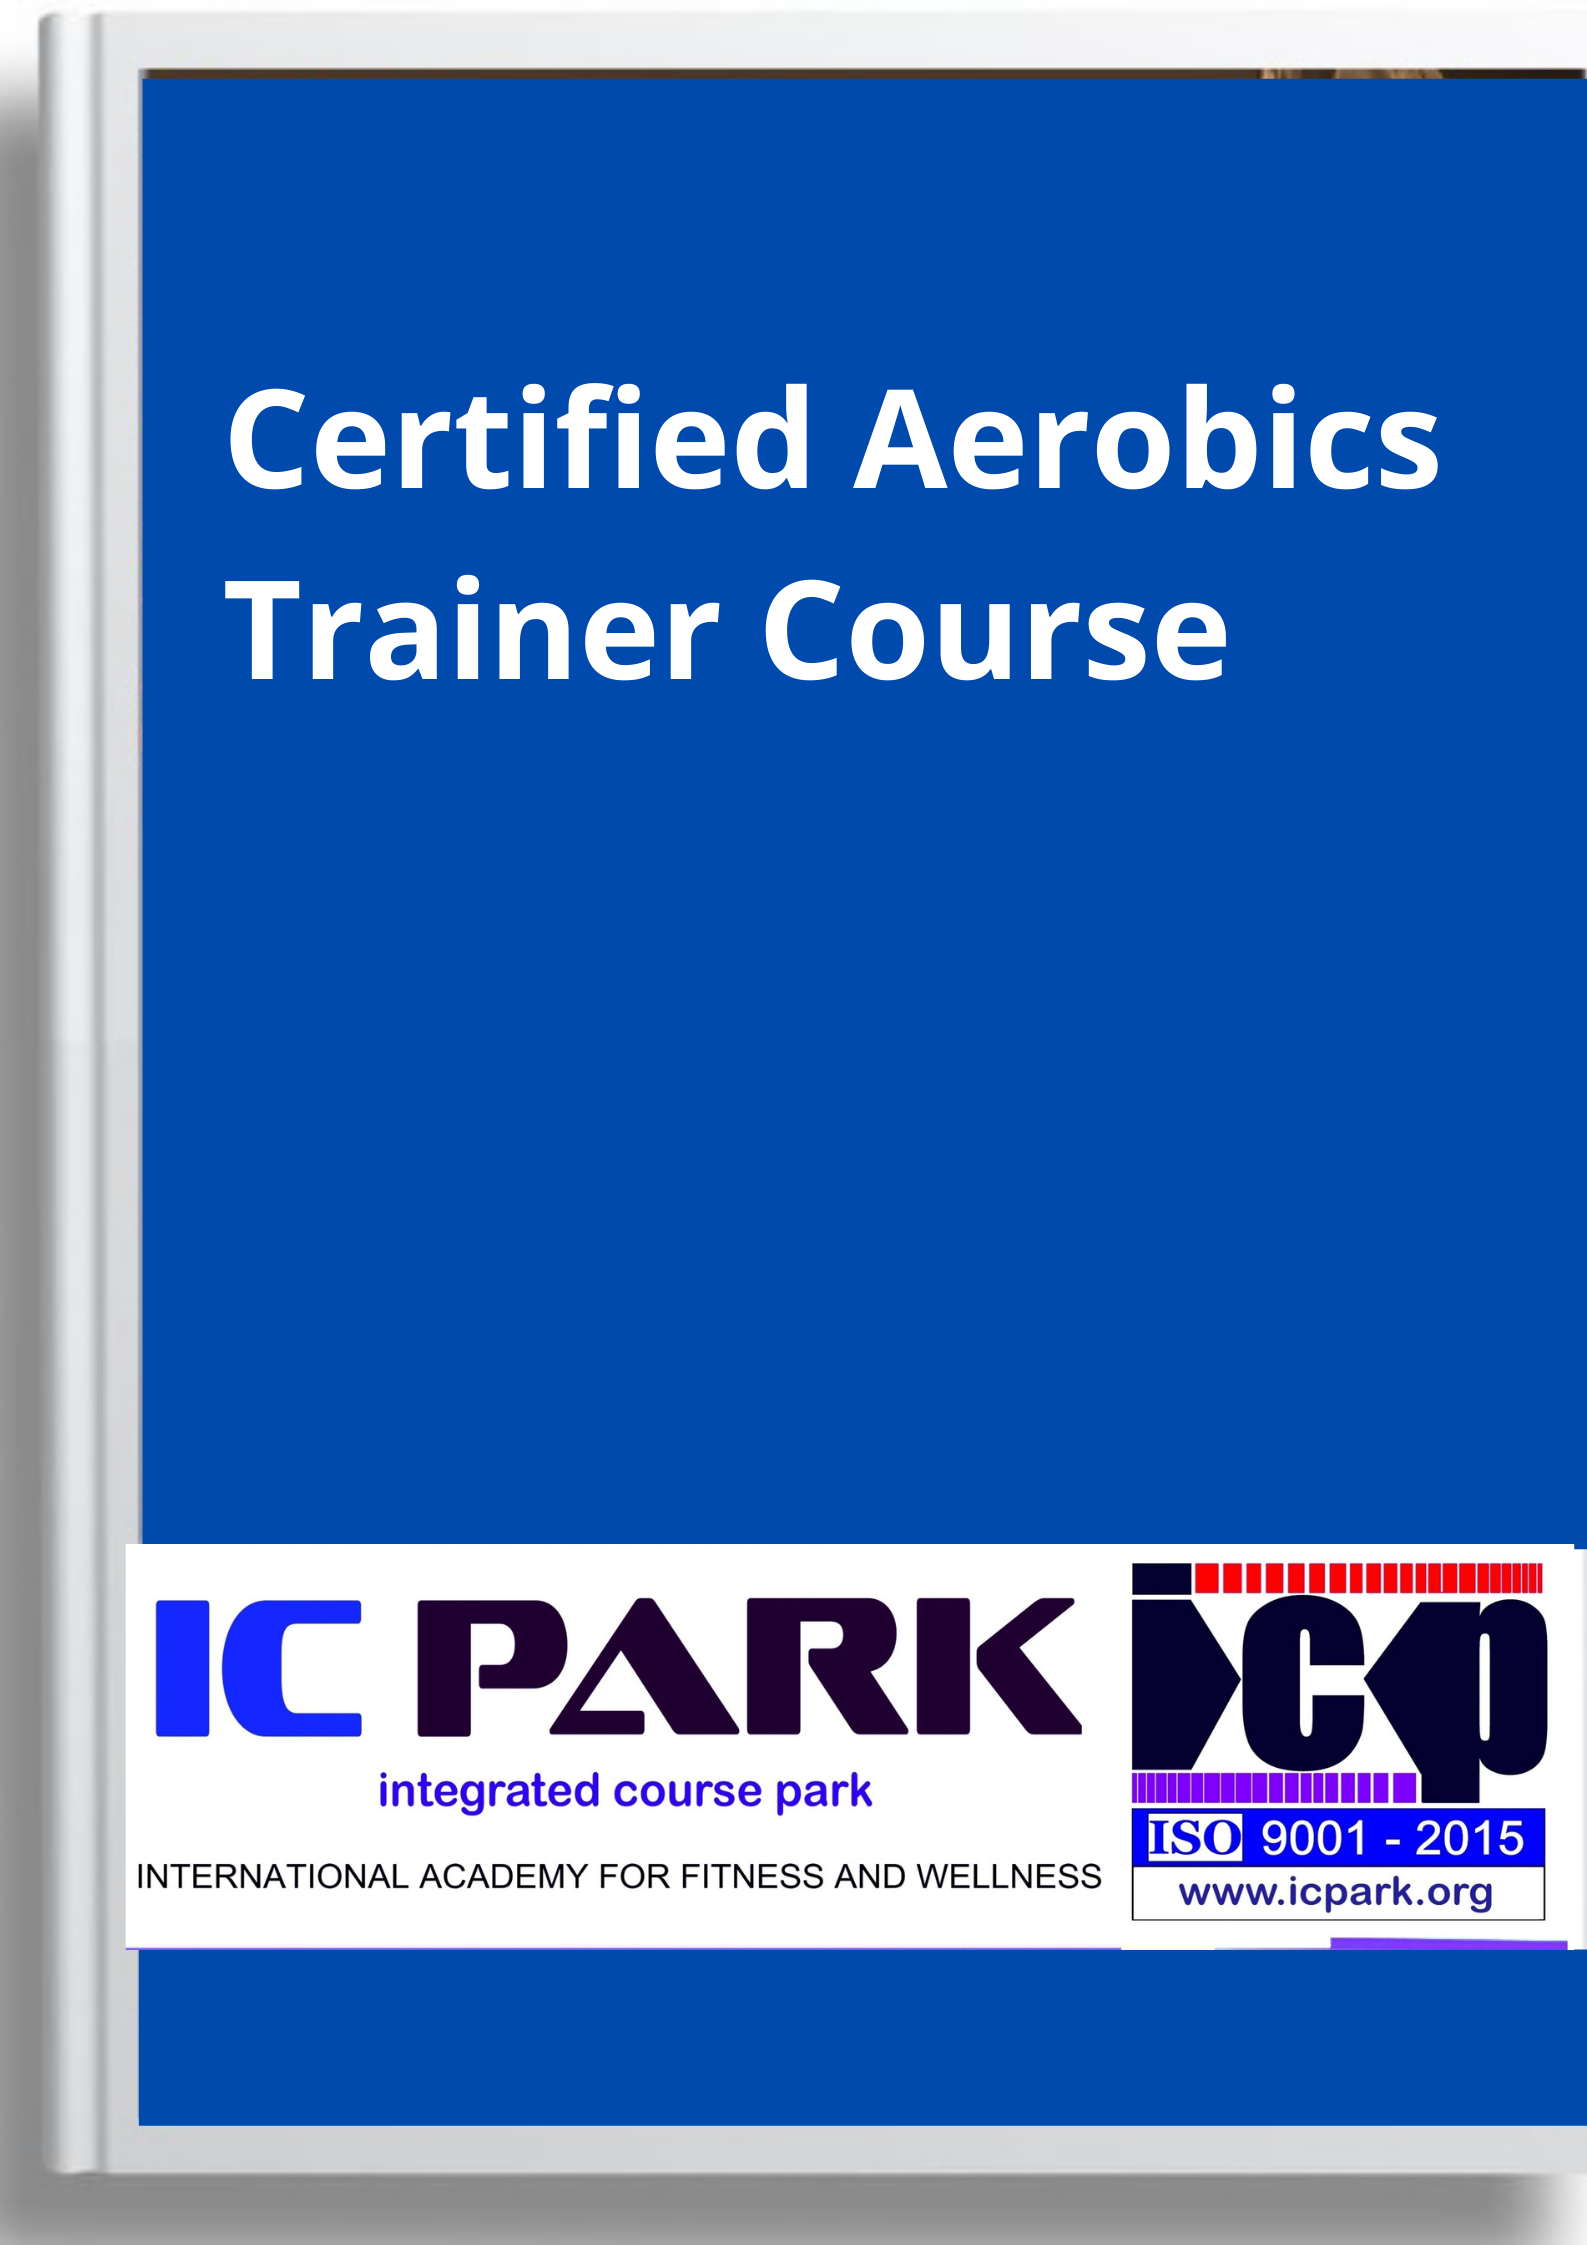 Certified Aerobics
Trainer Course
IC PARK
integrated course park
INTERNATIONAL ACADEMY FOR FITNESS AND WELLNESS
icp
ISO 9001 - 2015
www.icpark.org